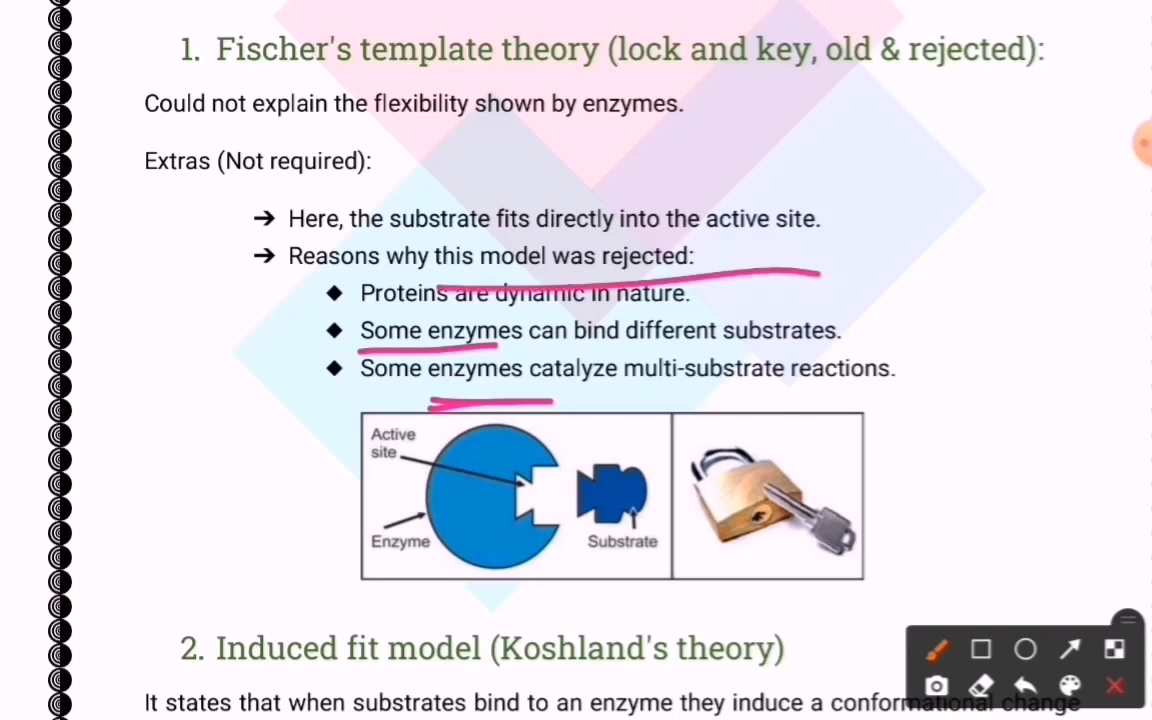 1. Fischer's template theory (lock and key, old & rejected):
Could not explain the flexibility shown by enzymes.
Extras (Not required):
➔ Here, the substrate fits directly into the active site.
➔ Reasons why this model was rejected:
◆ Proteins are dynamic in nature.
◆ Some enzymes can bind different substrates.
◆ Some enzymes catalyze multi-substrate reactions.
Active
site
Enzyme
Substrate
2. Induced fit model (Koshland's theory)
It states that when substrates bind to an enzyme they induce a conformational change